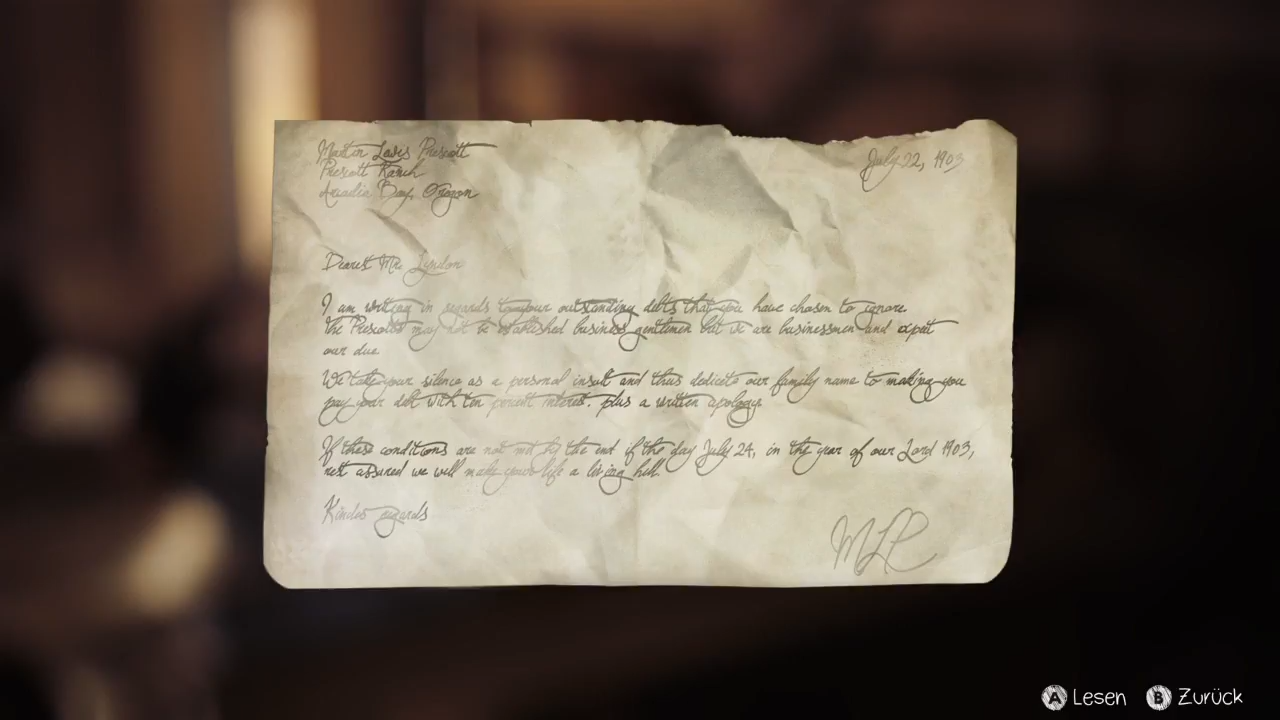 Martin Lewis Prescott
Prescott Ranch
Arcadia Bay, Oregon
July 22, 1903
Dearest Mr. Lyndon
I am writing in regards to your outstanding debts that you have chosen to ignore.
The Prescotts may not be established business gentlemen but we are businessmen and expect
our due.
We take your silence as a personal insult and thus dedicate our family name to making you
pay your debt with ten percent interest, plus a written apology.
If these conditions are not met by the end if the day July 24, in the year of our Lord 1903,
rest assured we will make your life a living hell.
Kindest regards
MLP
A Lesen B Zurück